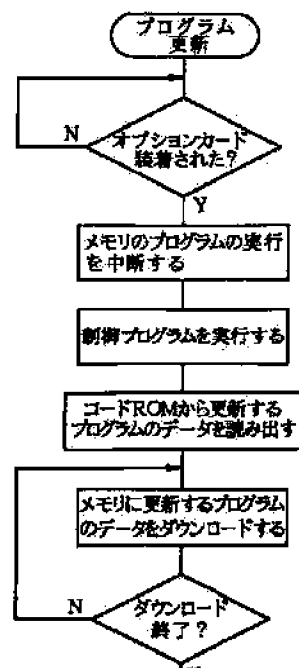 プログラム
更新
オプションカード
装着された?
N
Y
メモリのプログラムの実行
を中断する
制御プログラムを実行する
コードROMから更新する
プログラムのデータを読み出す
メモリに更新するプログラム
のデータをダウンロードする
ダウンロード
終了?
N